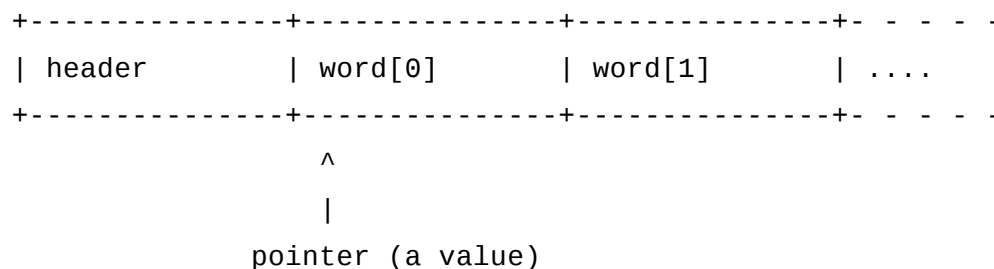 +---------------+---------------+---------------+- - - - -
| header        | word[0]       | word[1]       | ....
+---------------+---------------+---------------+- - - - -
                  ^
                  |
              pointer (a value)